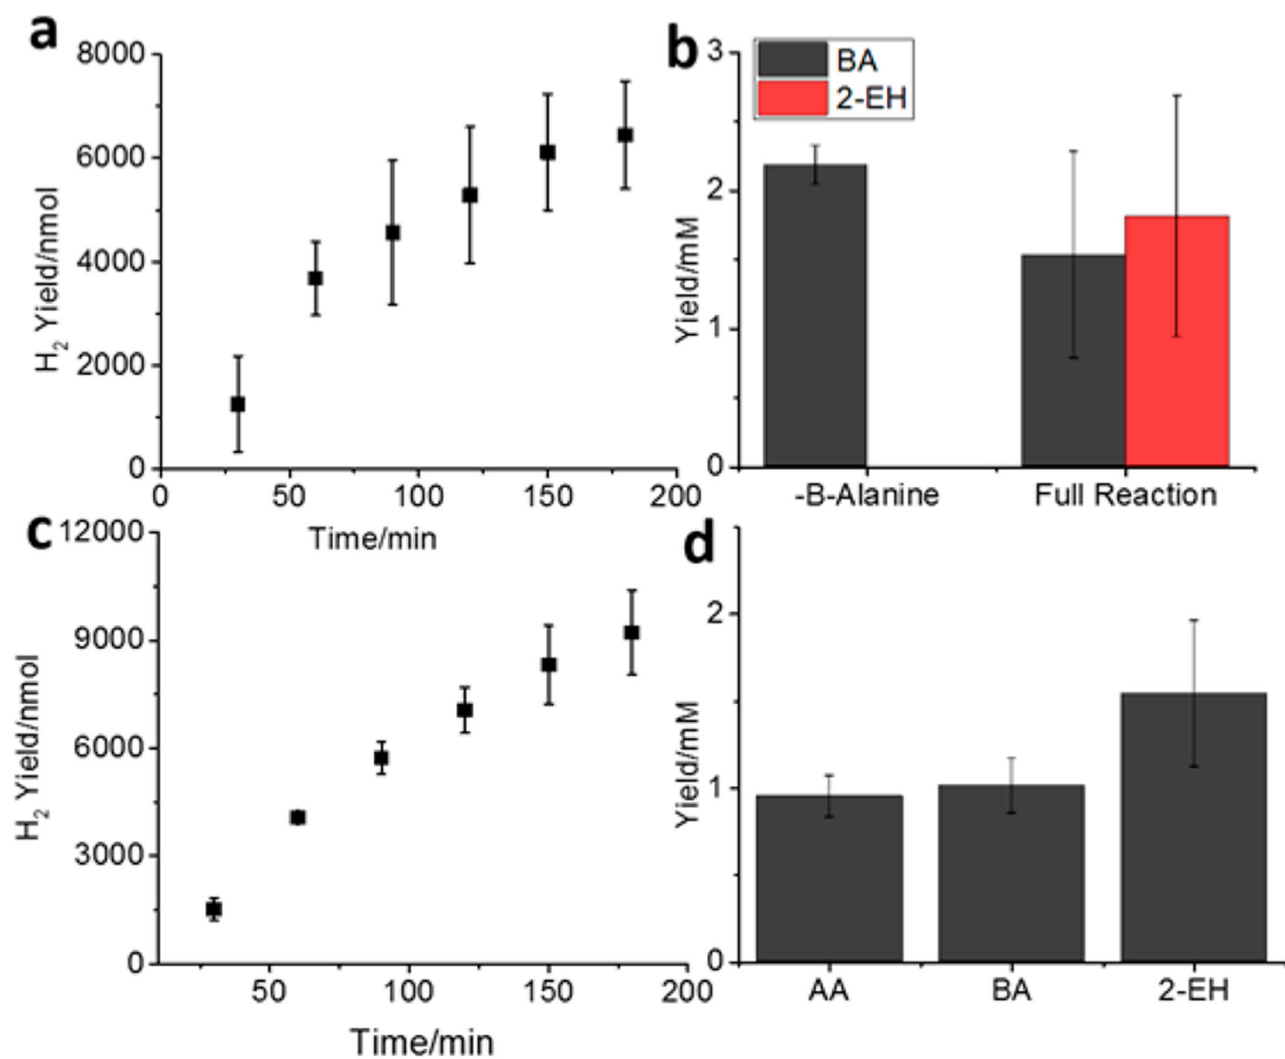 a
8000
6000
4000
2000
0
H2 Yield/nmol
0 50 100 150 200
Time/min
b
3
2
1
0
Yield/mM
BA
2-EH
-B-Alanine Full Reaction
c
12000
9000
6000
3000
0
H2 Yield/nmol
50 100 150 200
Time/min
d
2
1
0
Yield/mM
AA BA 2-EH